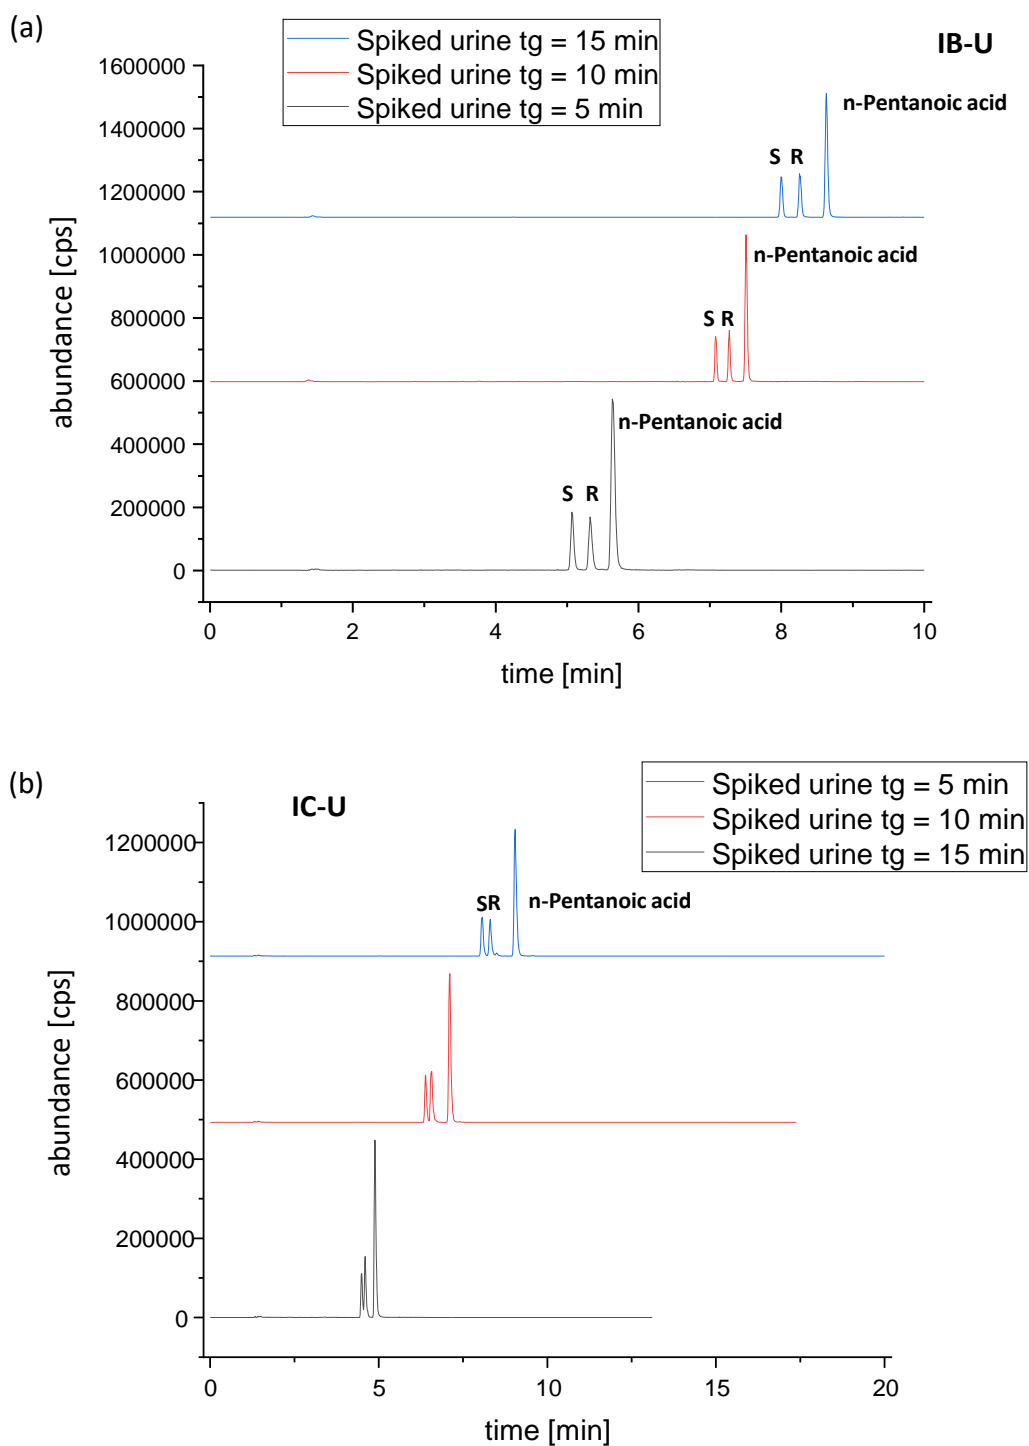 (a)
Spiked urine tg = 15 min
Spiked urine tg = 10 min
Spiked urine tg = 5 min
IB-U
1600000
1400000
1200000
1000000
800000
600000
400000
200000
0
abundance [cps]
n-Pentanoic acid
S R
n-Pentanoic acid
S R
n-Pentanoic acid
S R
0 2 4 6 8 10
time [min]
(b)
IC-U
Spiked urine tg = 5 min
Spiked urine tg = 10 min
Spiked urine tg = 15 min
1200000
1000000
800000
600000
400000
200000
0
abundance [cps]
SR n-Pentanoic acid
0 5 10 15 20
time [min]